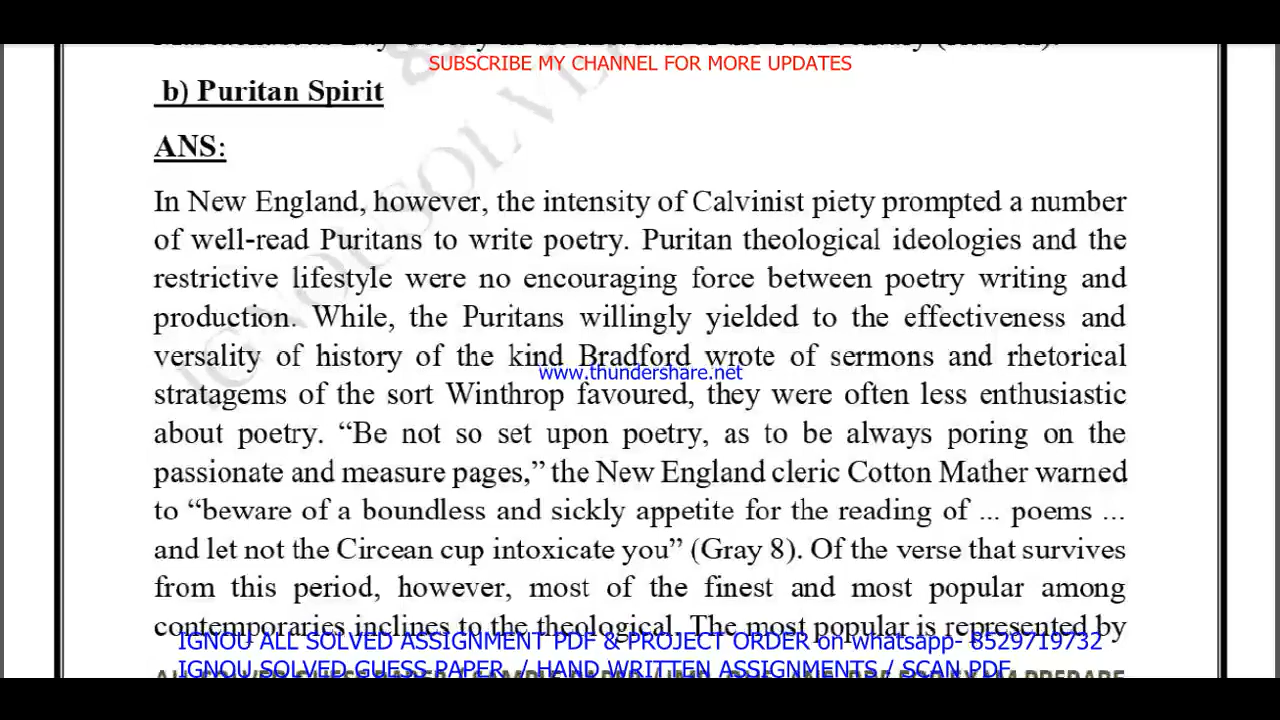 SUBSCRIBE MY CHANNEL FOR MORE UPDATES
b) Puritan Spirit
ANS:
In New England, however, the intensity of Calvinist piety prompted a number
of well-read Puritans to write poetry. Puritan theological ideologies and the
restrictive lifestyle were no encouraging force between poetry writing and
production. While, the Puritans willingly yielded to the effectiveness and
versality of history of the kind Bradford wrote of sermons and rhetorical
www.thundershare.net
stratagems of the sort Winthrop favoured, they were often less enthusiastic
about poetry. “Be not so set upon poetry, as to be always poring on the
passionate and measure pages,” the New England cleric Cotton Mather warned
to “beware of a boundless and sickly appetite for the reading of ... poems ...
and let not the Circean cup intoxicate you” (Gray 8). Of the verse that survives
from this period, however, most of the finest and most popular among
contemporaries inclines to the theological. The most popular is represented by
IGNOU ALL SOLVED ASSIGNMENT PDF & PROJECT ORDER on whatsapp- 8529719732
IGNOU SOLVED GUESS PAPER / HAND WRITTEN ASSIGNMENTS / SCAN PDF